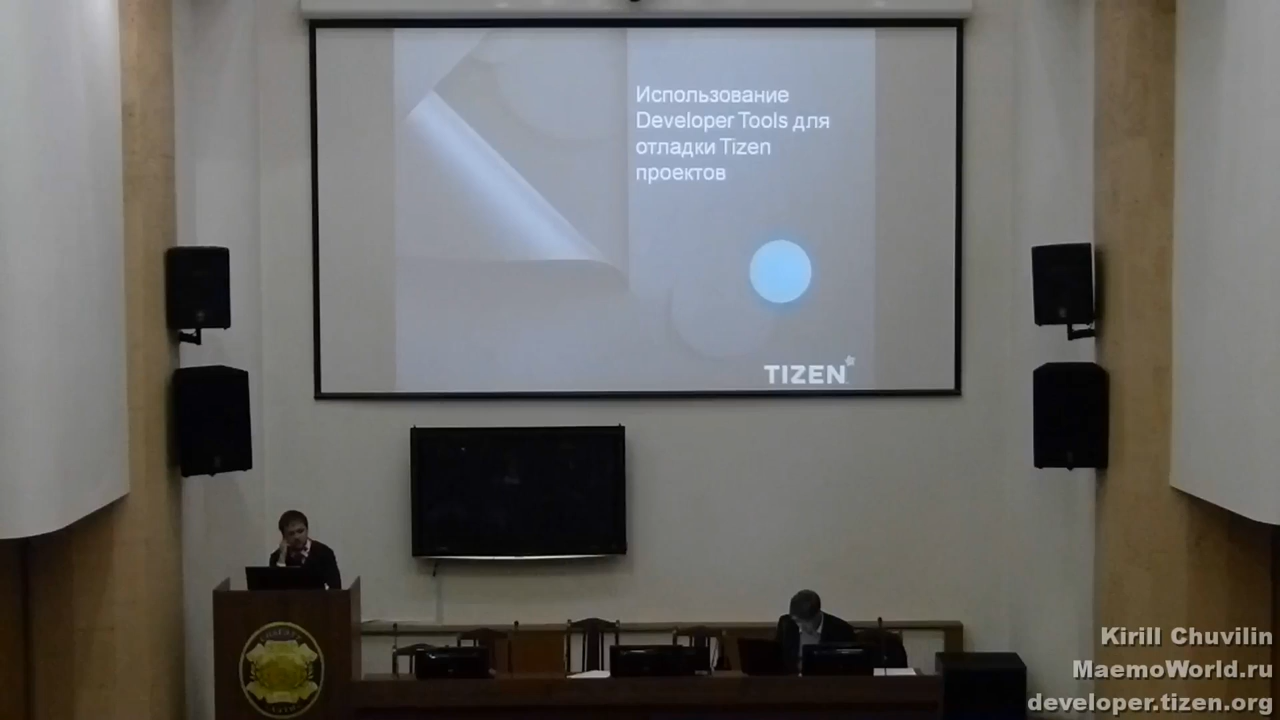 Использование
Developer Tools для
отладки Tizen
проектов
TIZEN
Kirill Chuvilin
MaemoWorld.ru
developer.tizen.org